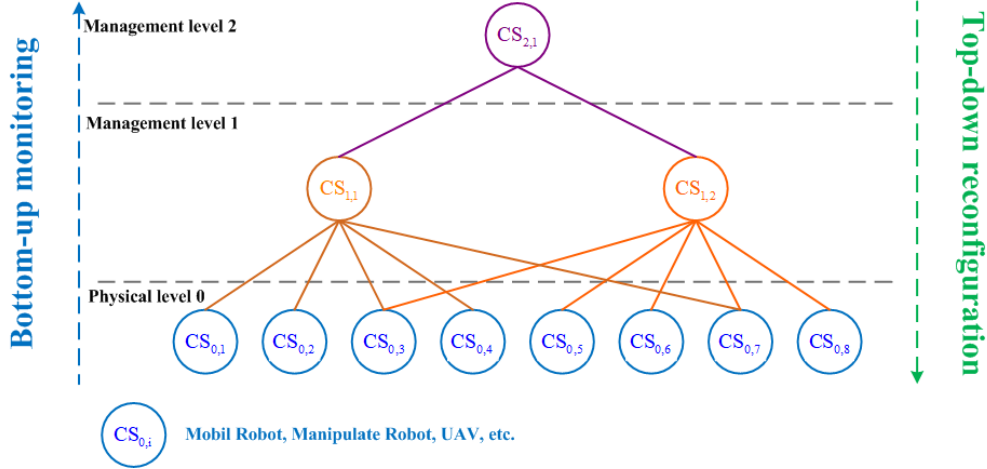 Management level 2
CS2,1
Management level 1
CS1,1
CS1,2
Physical level 0
CS0,1
CS0,2
CS0,3
CS0,4
CS0,5
CS0,6
CS0,7
CS0,8
CS0,i
Mobil Robot, Manipulate Robot, UAV, etc.
Bottom-up monitoring
Top-down reconfiguration